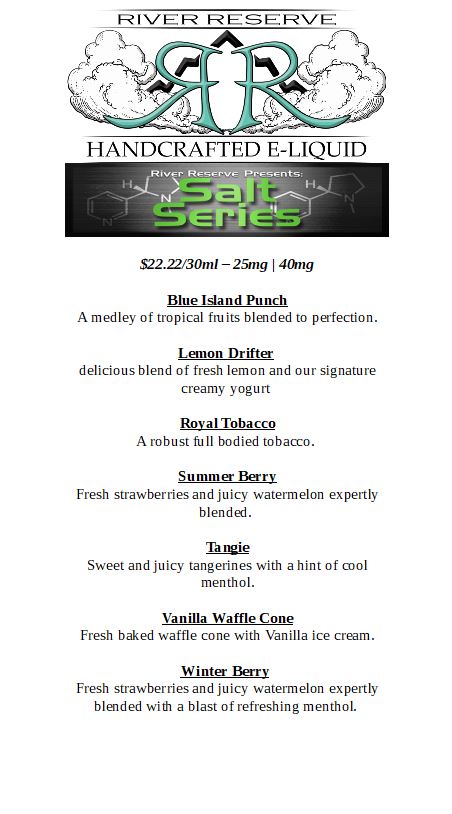 RIVER RESERVE
RR
HANDCRAFTED E-LIQUID
River Reserve Presents:
Salt
Series
H
N
N
H
N
N
$22.22/30ml – 25mg | 40mg
Blue Island Punch
A medley of tropical fruits blended to perfection.
Lemon Drifter
delicious blend of fresh lemon and our signature
creamy yogurt
Royal Tobacco
A robust full bodied tobacco.
Summer Berry
Fresh strawberries and juicy watermelon expertly
blended.
Tangie
Sweet and juicy tangerines with a hint of cool
menthol.
Vanilla Waffle Cone
Fresh baked waffle cone with Vanilla ice cream.
Winter Berry
Fresh strawberries and juicy watermelon expertly
blended with a blast of refreshing menthol.